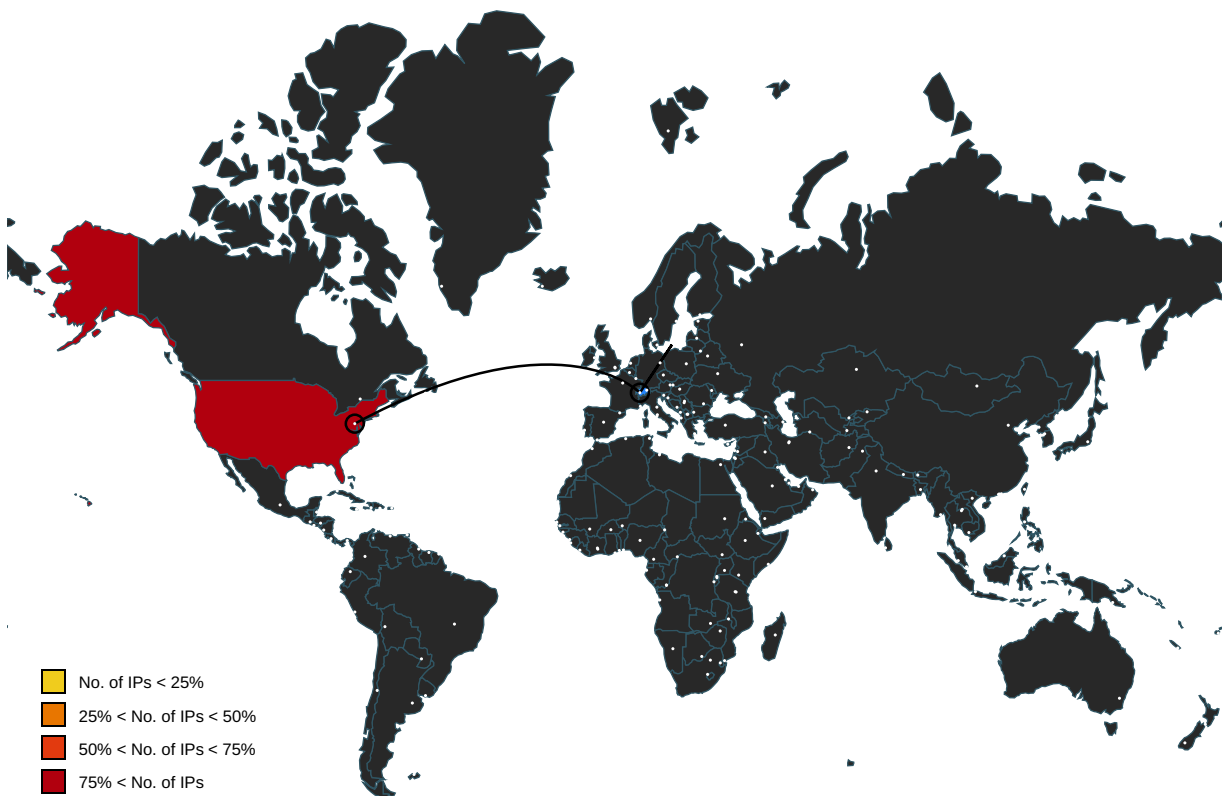 No. of IPs < 25%
25% < No. of IPs < 50%
50% < No. of IPs < 75%
75% < No. of IPs